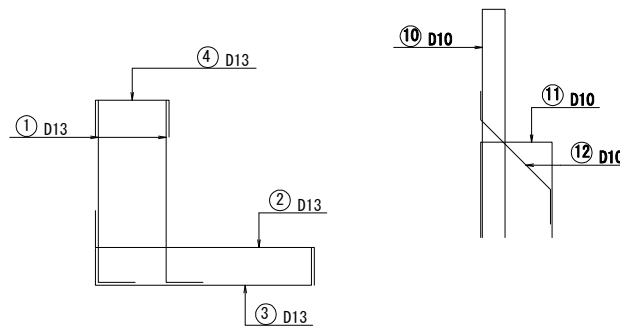 ⑩ D10
④ D13
⑪ D10
① D13
⑫ D10
② D13
③ D13